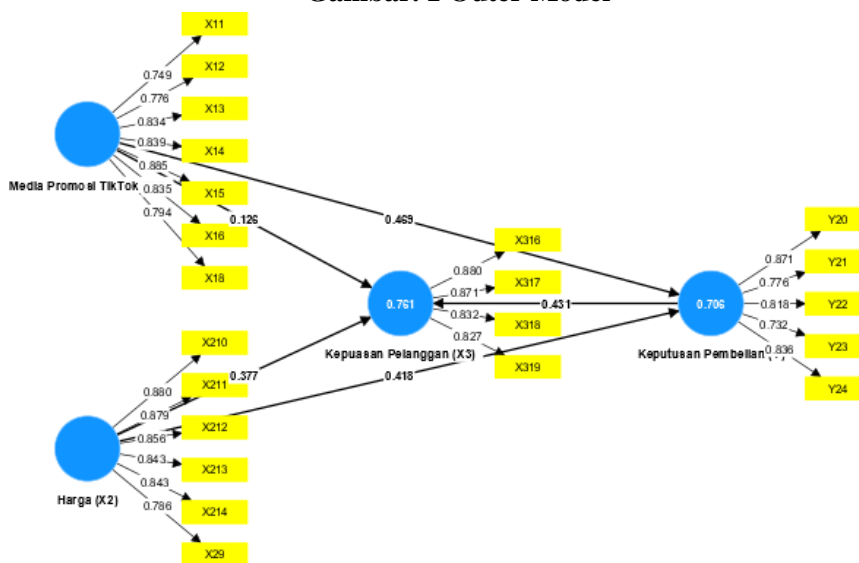 Gambar. 2 Outer Model
X11
0.749
X12
0.776
X13
0.834
X14
0.839
X15
0.885
X16
0.835
X18
0.794
Media Promosi TikTok
0.126
0.469
X316
0.880
X317
0.871
X318
0.832
X319
0.827
0.761
Kepuasan Pelanggan (X3)
0.431
0.706
Keputusan Pembelian
Y20
0.871
Y21
0.776
Y22
0.818
Y23
0.732
Y24
0.836
X210
0.880
X211
0.879
X212
0.856
X213
0.843
X214
0.843
X29
0.786
Harga (X2)
0.377
0.418